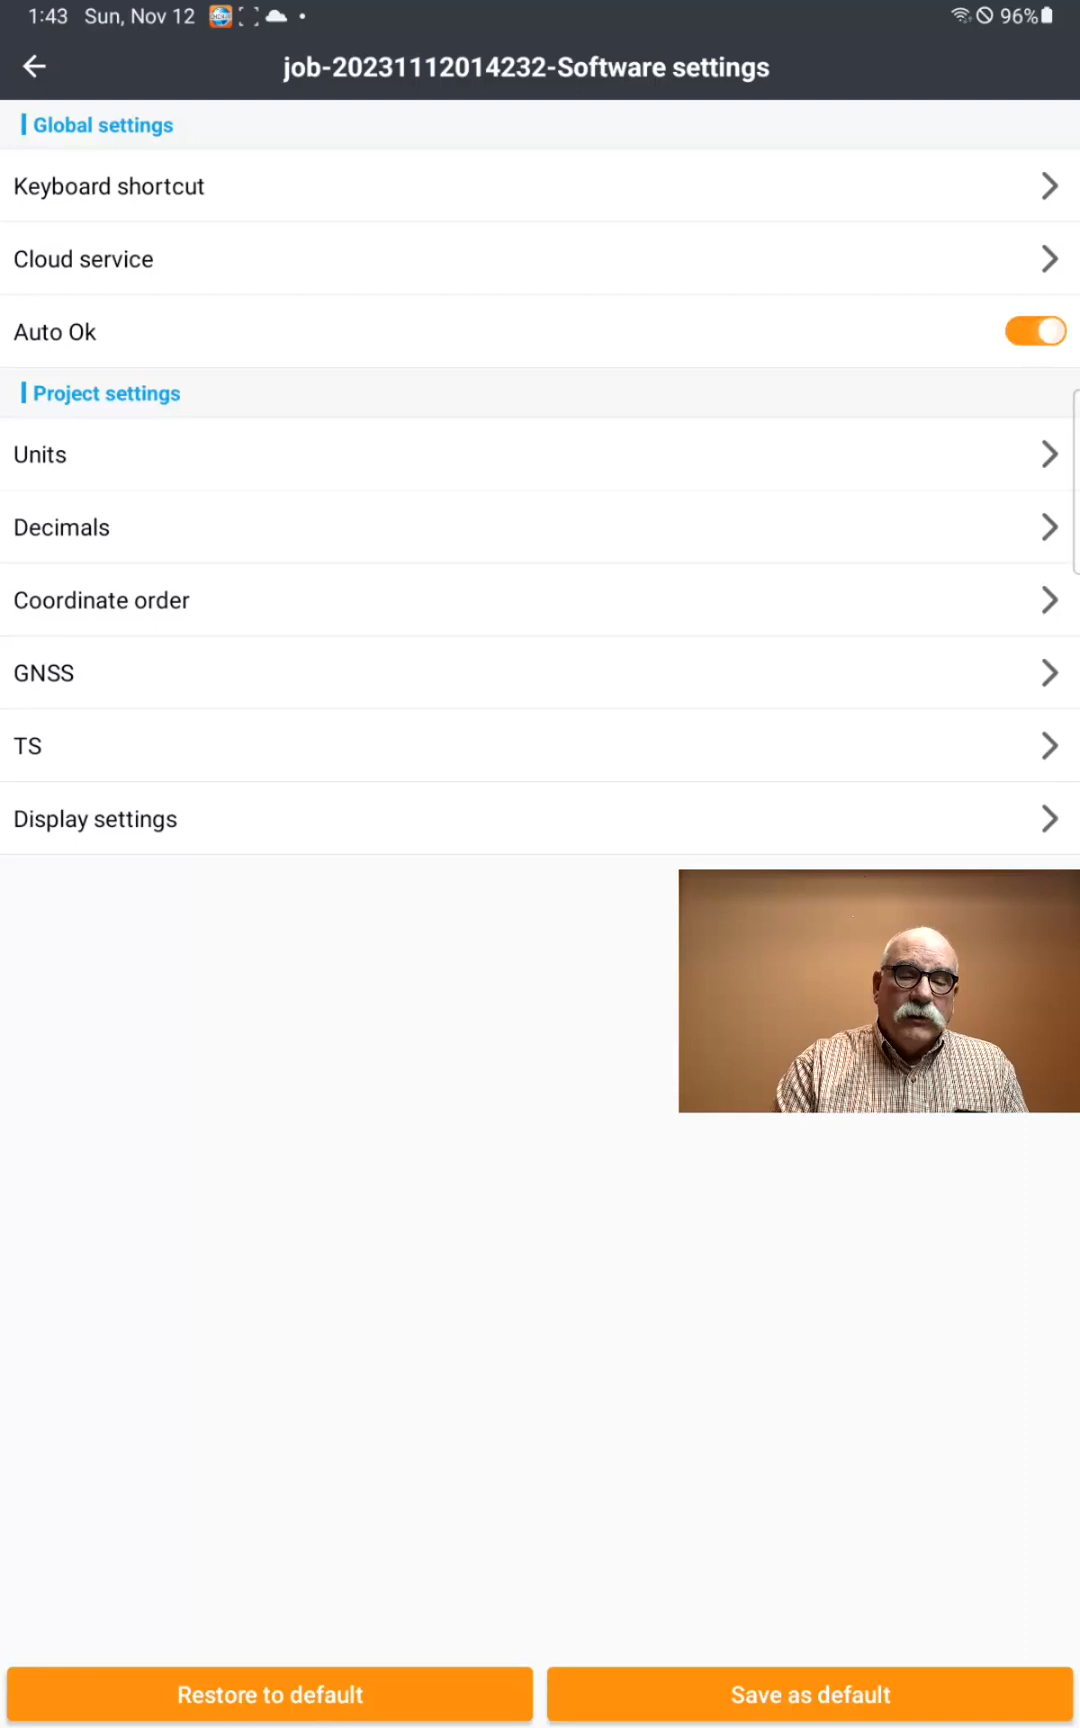 1:43 Sun, Nov 12
96%
job-20231112014232-Software settings
Global settings
Keyboard shortcut
Cloud service
Auto Ok
Project settings
Units
Decimals
Coordinate order
GNSS
TS
Display settings
Restore to default
Save as default